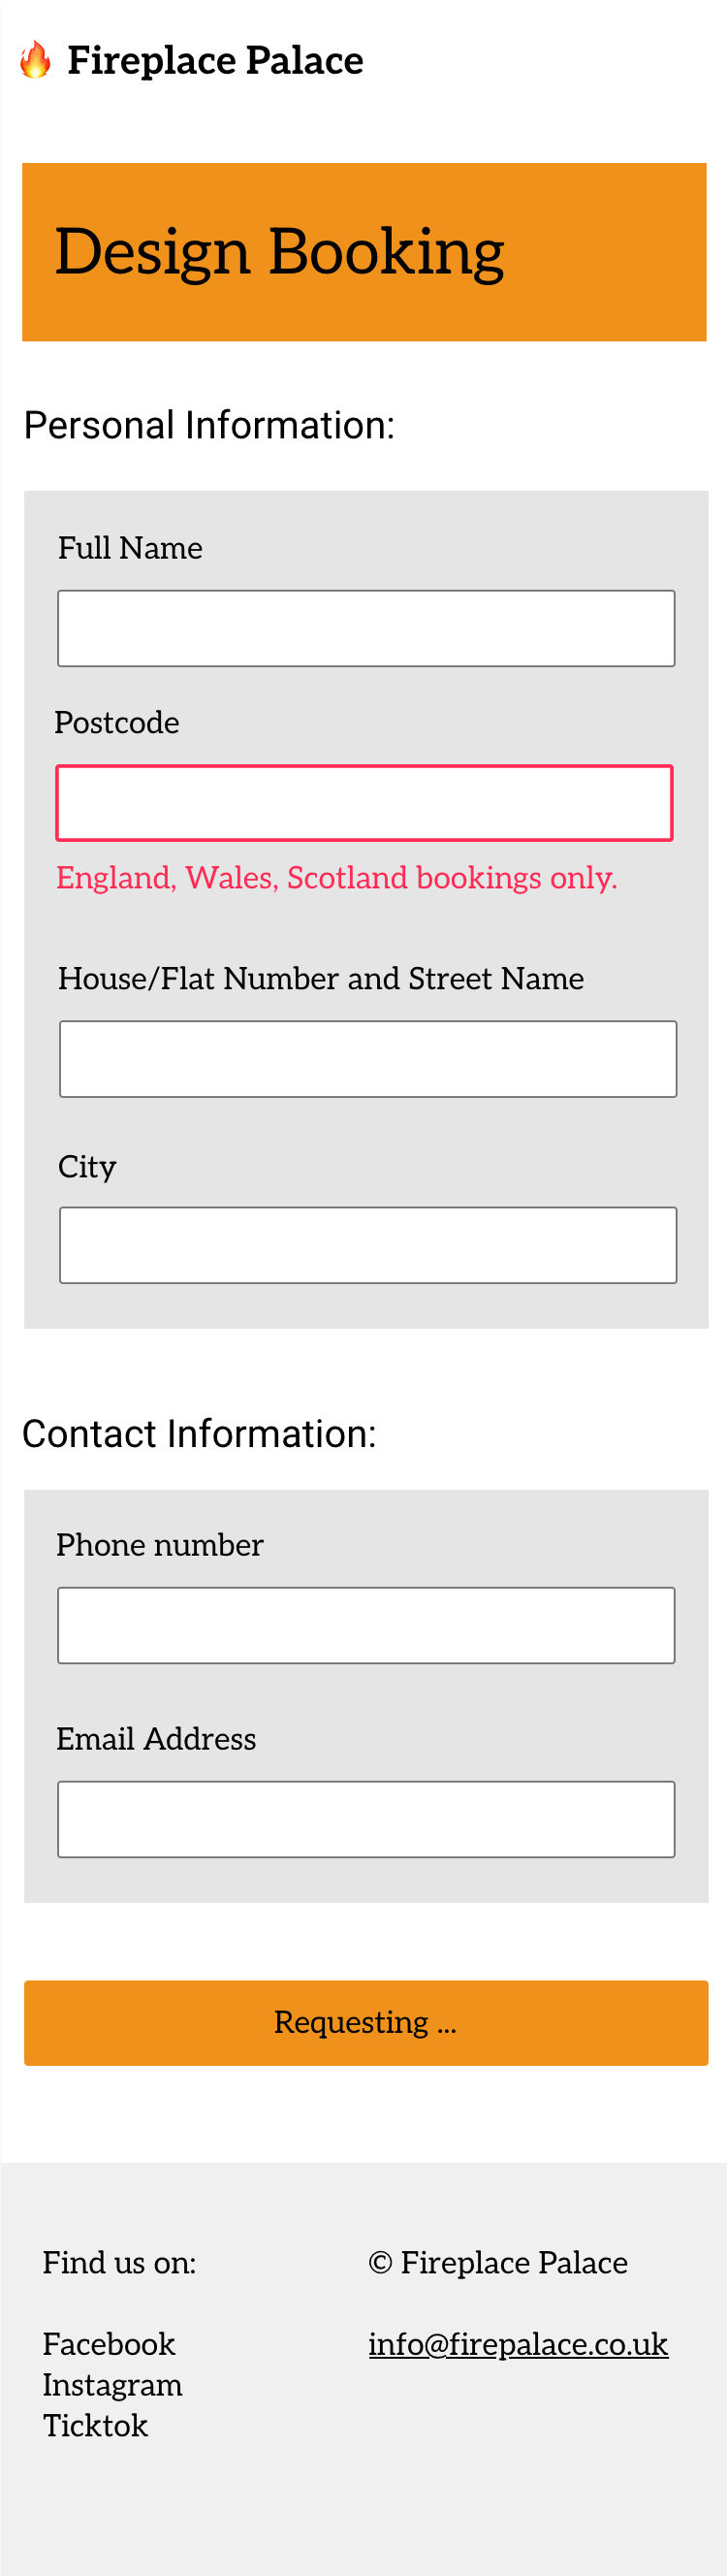 Fireplace Palace
Design Booking
Personal Information:
Full Name
Postcode
England, Wales, Scotland bookings only.
House/Flat Number and Street Name
City
Contact Information:
Phone number
Email Address
Requesting ...
Find us on:
Facebook
Instagram
Ticktok
© Fireplace Palace
info@firepalace.co.uk